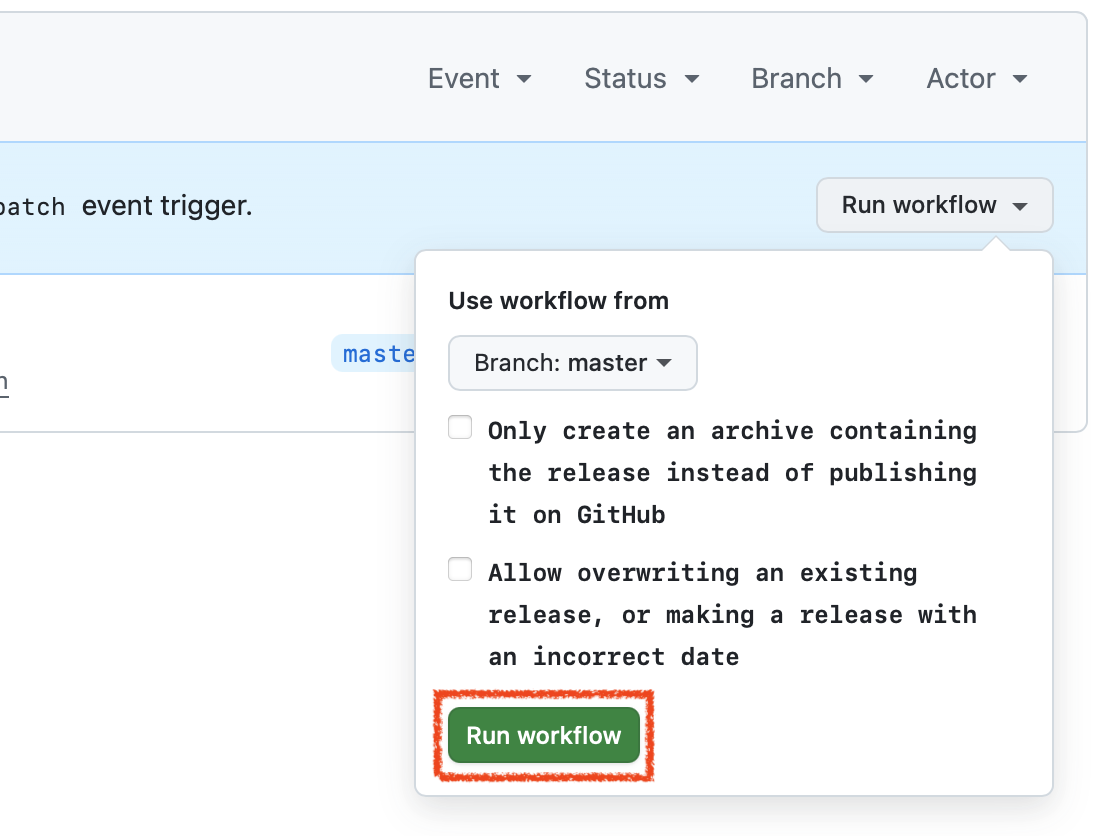 Event Status Branch Actor
event trigger.
Run workflow
Use workflow from
master
Branch: master
Only create an archive containing
the release instead of publishing
it on GitHub
Allow overwriting an existing
release, or making a release with
an incorrect date
Run workflow